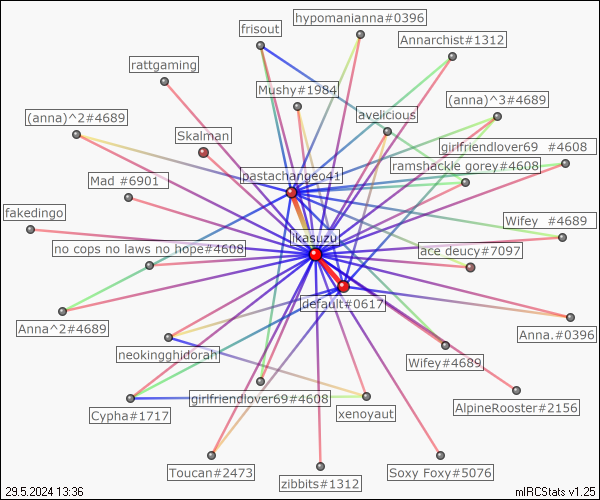 hypomanianna#0396
frisout
Annarchist#1312
rattgaming
Mushy#1984
(anna)^3#4689
avelicious
(anna)^2#4689
Skalman
girlfriendlover69 #4608
ramshackle gorey#4608
pastachangeo41
Mad #6901
fakedingo
Wifey #4689
ikasuzu
no cops no laws no hope#4608
ace deucy#7097
default#0617
Anna^2#4689
Anna.#0396
neokingghidorah
Wifey#4689
girlfriendlover69#4608
AlpineRooster#2156
Cypha#1717
xenoyaut
Toucan#2473
Soxy Foxy#5076
zibbits#1312
29.5.2024 13:36
mIRCStats v1.25